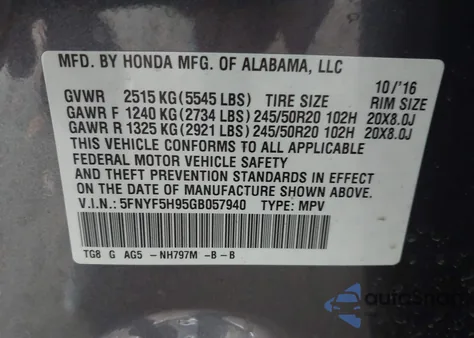 MFD. BY HONDA MFG. OF ALABAMA, LLC
10/'16
GVWR 2515 KG (5545 LBS) TIRE SIZE RIM SIZE
GAWR F 1240 KG (2734 LBS) 245/50R20 102H 20X8.0J
GAWR R 1325 KG (2921 LBS) 245/50R20 102H 20X8.0J
THIS VEHICLE CONFORMS TO ALL APPLICABLE
FEDERAL MOTOR VEHICLE SAFETY
AND THEFT PREVENTION STANDARDS IN EFFECT
ON THE DATE OF MANUFACTURE SHOWN ABOVE.
V.I.N.: 5FNYF5H95GB057940 TYPE: MPV
TG8 G AG5 -NH797M -B -B